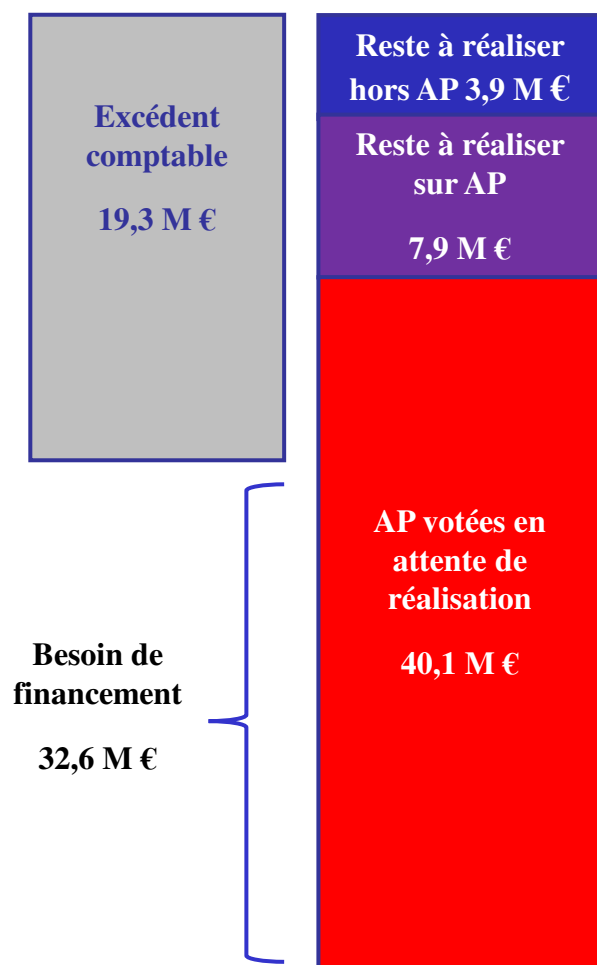 Excédent
comptable
19,3 M €
Reste à réaliser
hors AP 3,9 M €
Reste à réaliser
sur AP
7,9 M €
AP votées en
attente de
réalisation
40,1 M €
Besoin de
financement
32,6 M €